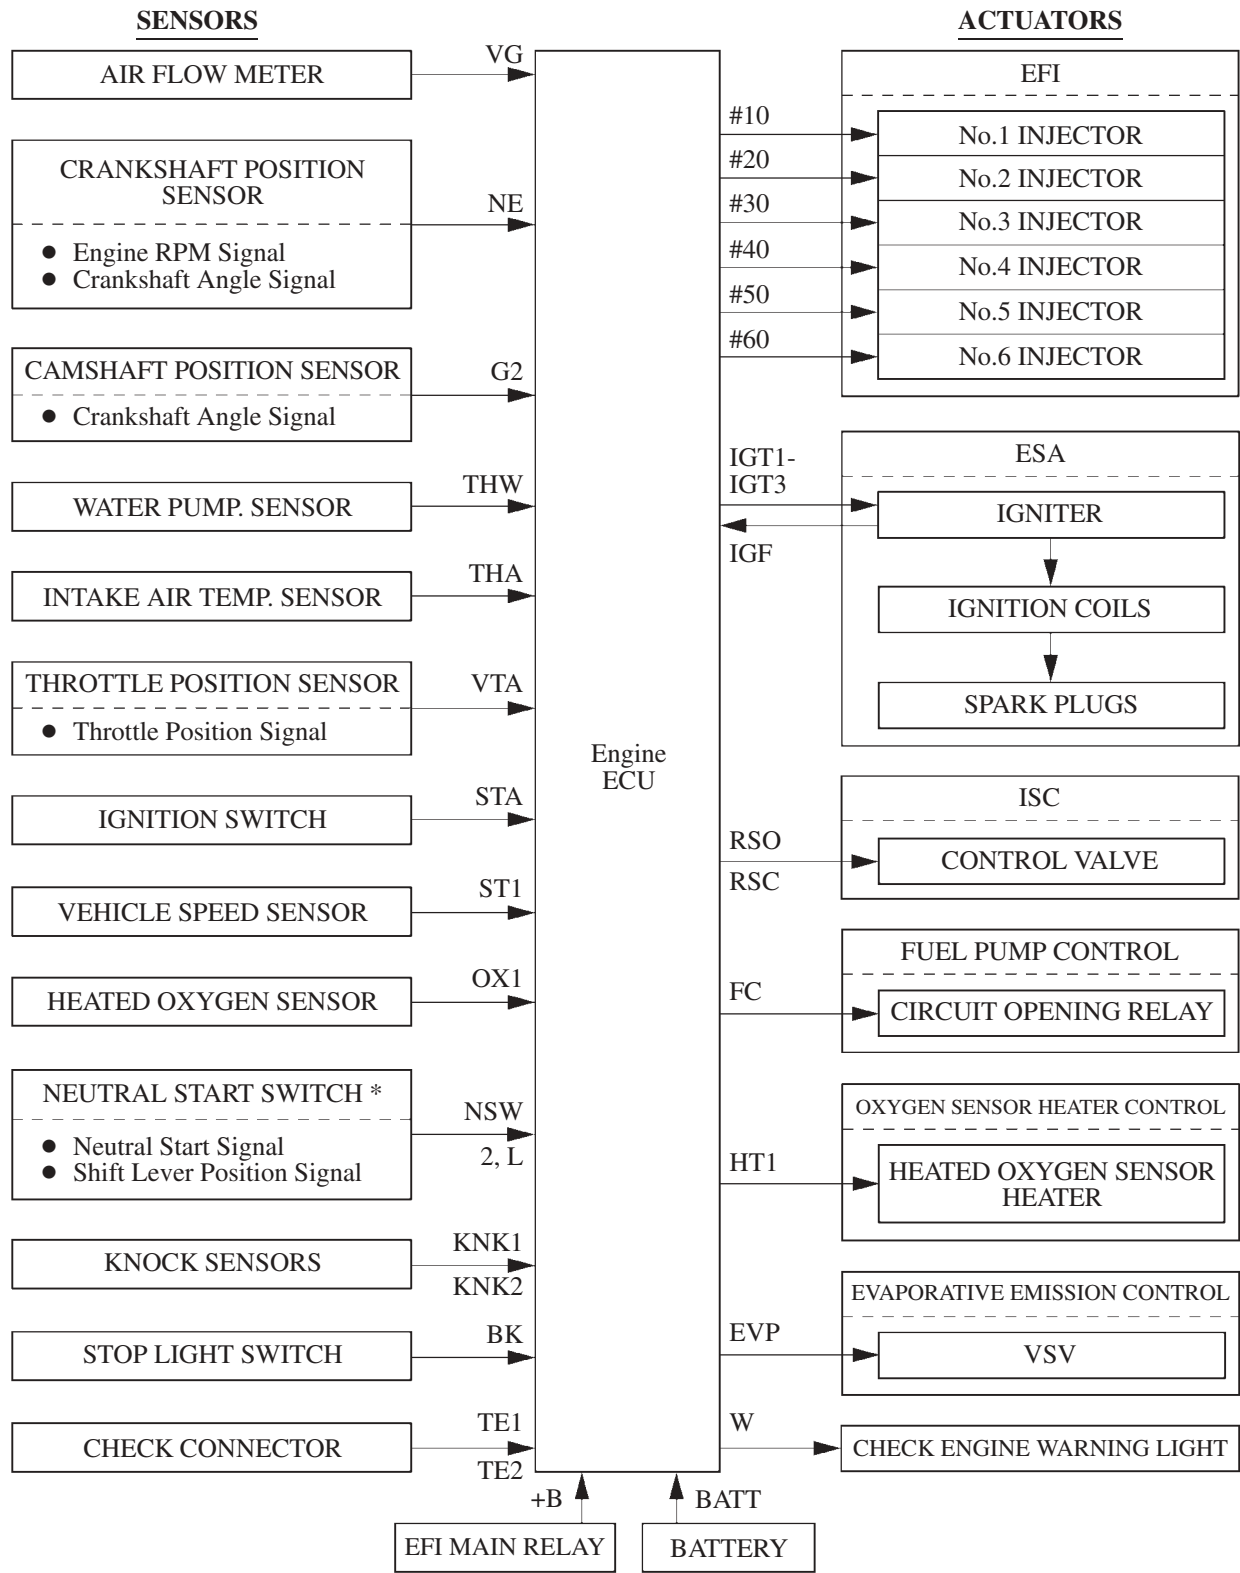 SENSORS
ACTUATORS
AIR FLOW METER
VG
CRANKSHAFT POSITION
SENSOR
● Engine RPM Signal
● Crankshaft Angle Signal
NE
CAMSHAFT POSITION SENSOR
● Crankshaft Angle Signal
G2
WATER PUMP. SENSOR
THW
INTAKE AIR TEMP. SENSOR
THA
THROTTLE POSITION SENSOR
● Throttle Position Signal
VTA
IGNITION SWITCH
STA
VEHICLE SPEED SENSOR
ST1
HEATED OXYGEN SENSOR
OX1
NEUTRAL START SWITCH *
● Neutral Start Signal
● Shift Lever Position Signal
NSW
2, L
KNOCK SENSORS
KNK1
KNK2
STOP LIGHT SWITCH
BK
CHECK CONNECTOR
TE1
TE2
Engine
ECU
+B
EFI MAIN RELAY
BATT
BATTERY
EFI
#10
No.1 INJECTOR
#20
No.2 INJECTOR
#30
No.3 INJECTOR
#40
No.4 INJECTOR
#50
No.5 INJECTOR
#60
No.6 INJECTOR
ESA
IGT1-
IGT3
IGF
IGNITER
IGNITION COILS
SPARK PLUGS
ISC
RSO
RSC
CONTROL VALVE
FUEL PUMP CONTROL
FC
CIRCUIT OPENING RELAY
OXYGEN SENSOR HEATER CONTROL
HT1
HEATED OXYGEN SENSOR
HEATER
EVAPORATIVE EMISSION CONTROL
EVP
VSV
W
CHECK ENGINE WARNING LIGHT